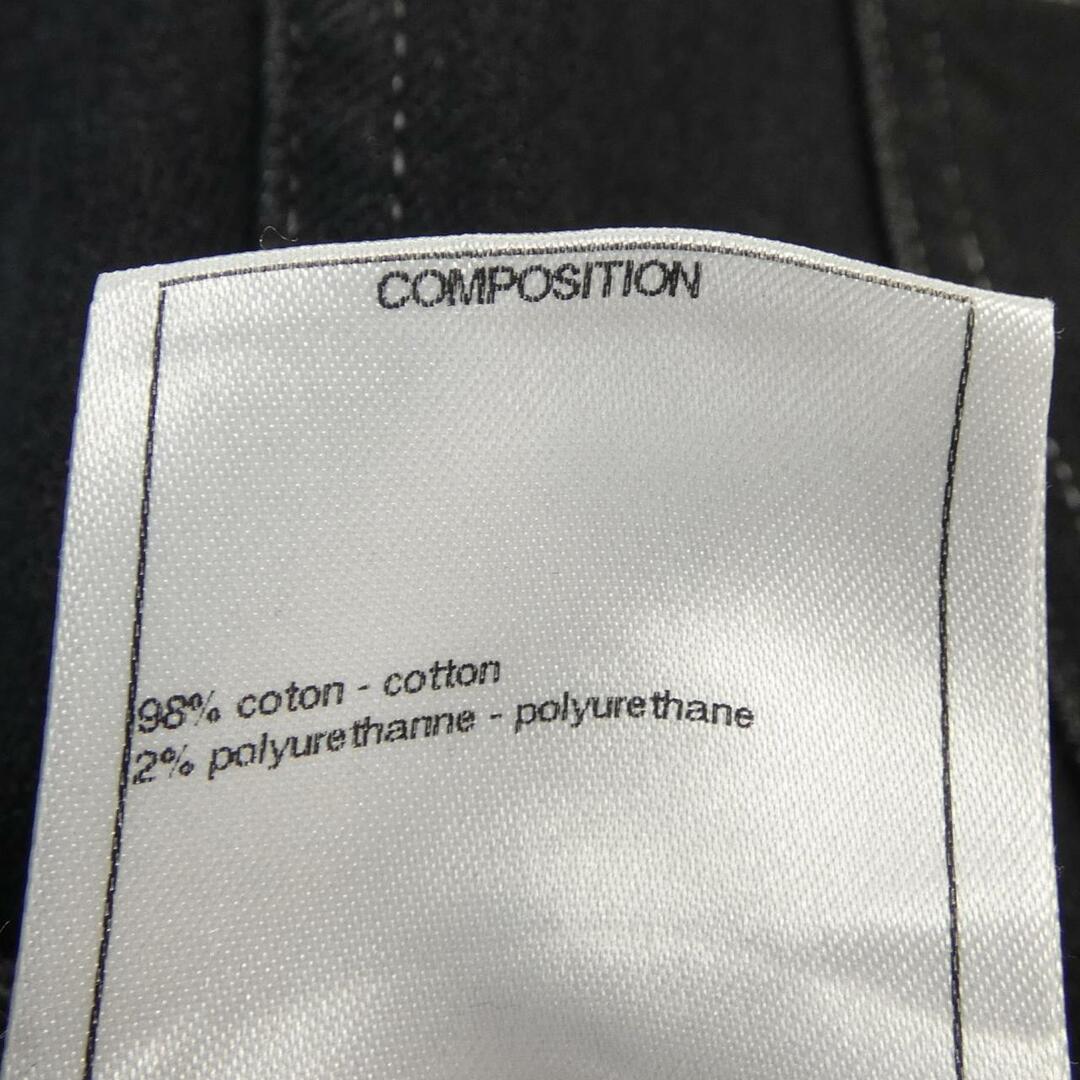 COMPOSITION
98% coton - cotton
2% polyurethanne - polyurethane